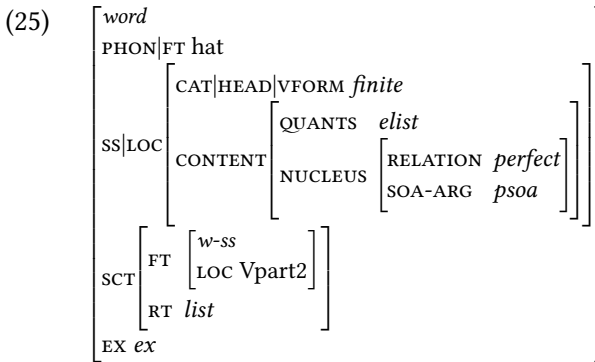 (25)
word
PHON|FT hat
CAT|HEAD|VFORM finite
QUANTS elist
SS|LOC CONTENT NUCLEUS RELATION perfect
SOA-ARG psoa
w-ss
SCT FT LOC Vpart2
RT list
EX ex